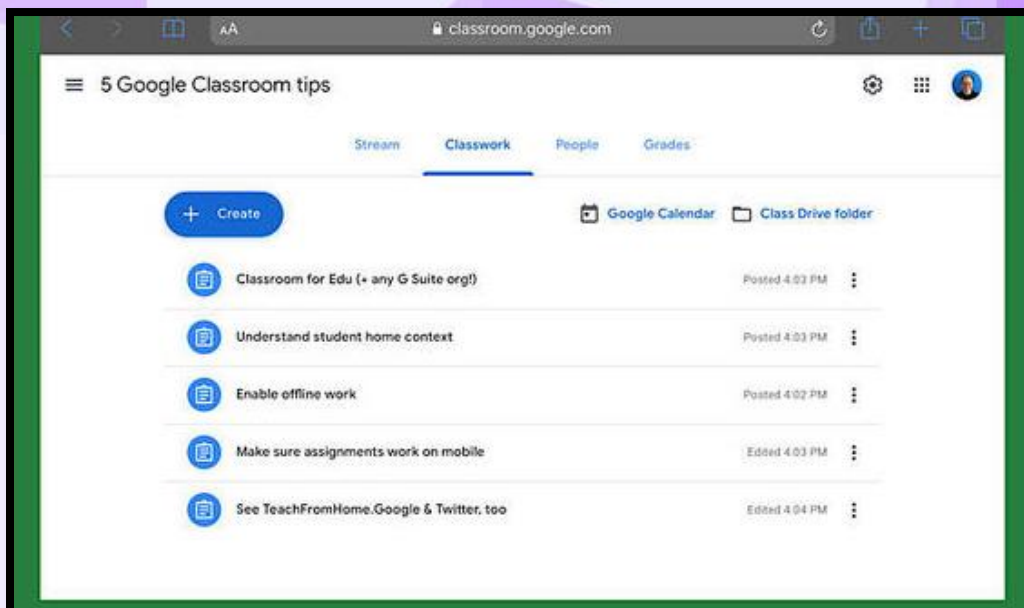 AA classroom.google.com
5 Google Classroom tips
Stream Classwork People Grades
+ Create Google Calendar Class Drive folder
Classroom for Edu (+ any G Suite org!) Posted 4:03 PM
Understand student home context Posted 4:03 PM
Enable offline work Posted 4:02 PM
Make sure assignments work on mobile Edited 4:03 PM
See TeachFromHome.Google & Twitter, too Edited 4:04 PM